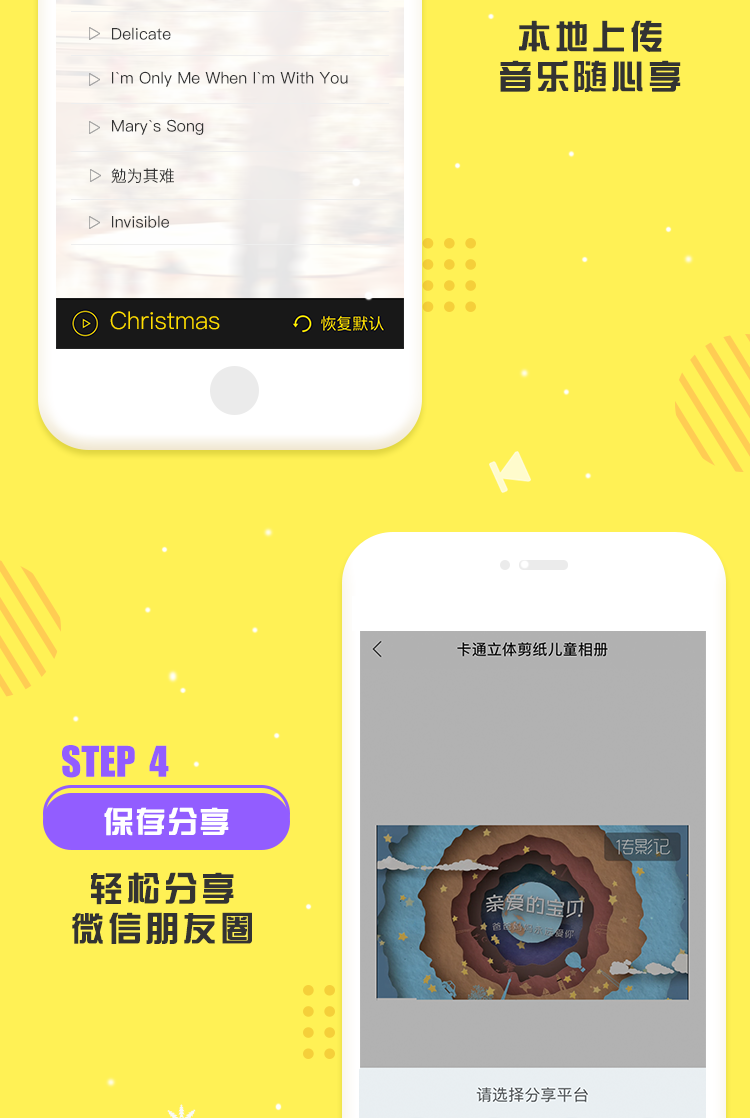 Delicate
I`m Only Me When I`m With You
Mary`s Song
勉为其难
Invisible
Christmas
恢复默认
本地上传
音乐随心享
STEP 4
保存分享
轻松分享
微信朋友圈
卡通立体剪纸儿童相册
传影记
亲爱的宝贝
请选择分享平台